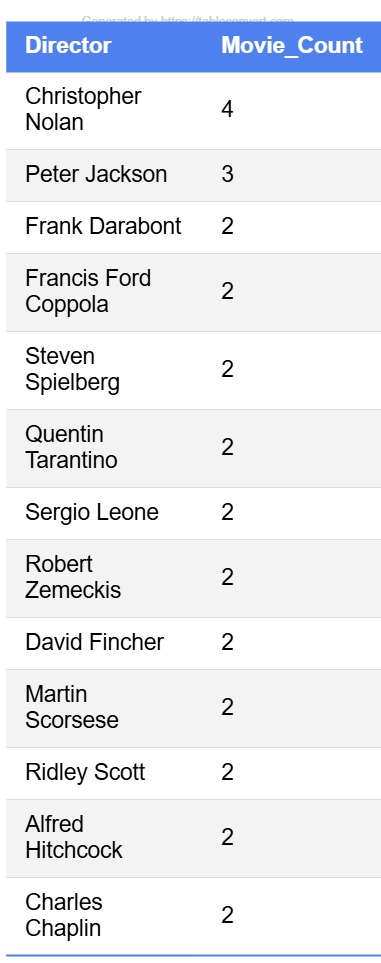 Generated by https://tableconvert.com
Director Movie_Count
Christopher
Nolan 4
Peter Jackson 3
Frank Darabont 2
Francis Ford
Coppola 2
Steven
Spielberg 2
Quentin
Tarantino 2
Sergio Leone 2
Robert
Zemeckis 2
David Fincher 2
Martin
Scorsese 2
Ridley Scott 2
Alfred
Hitchcock 2
Charles
Chaplin 2